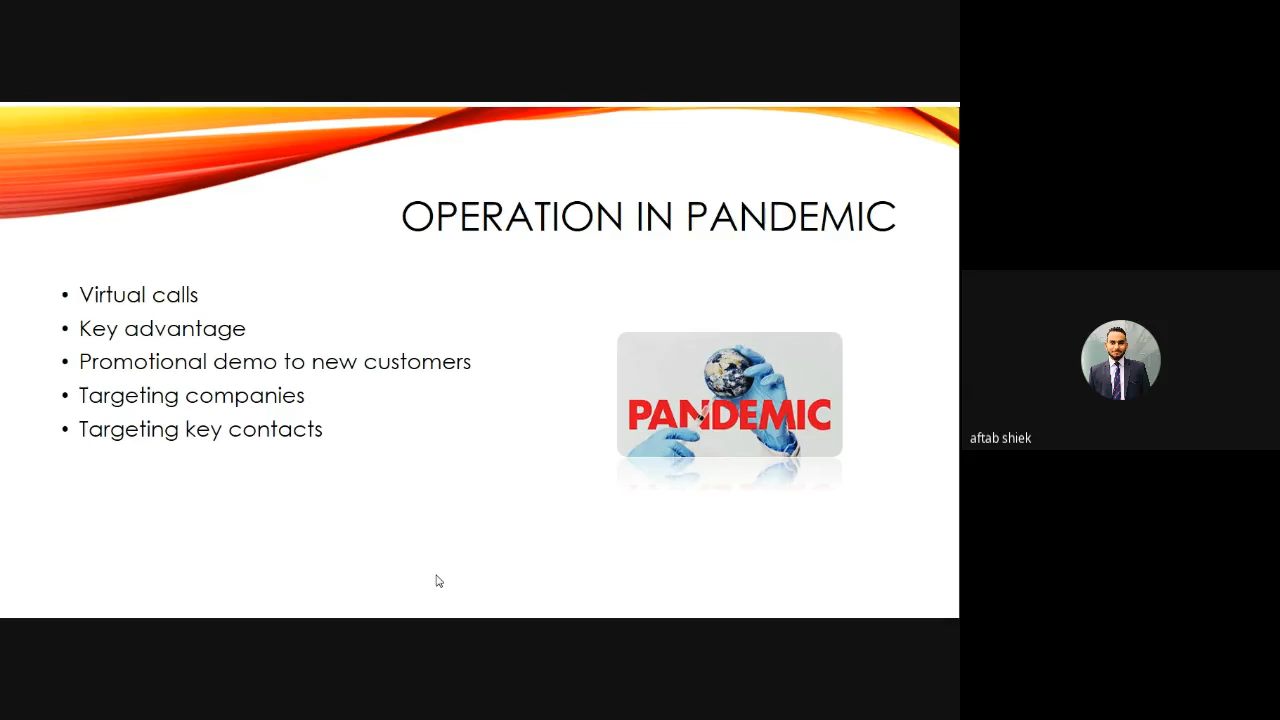 OPERATION IN PANDEMIC
• Virtual calls
• Key advantage
• Promotional demo to new customers
• Targeting companies
• Targeting key contacts
PANDEMIC
aftab shiek